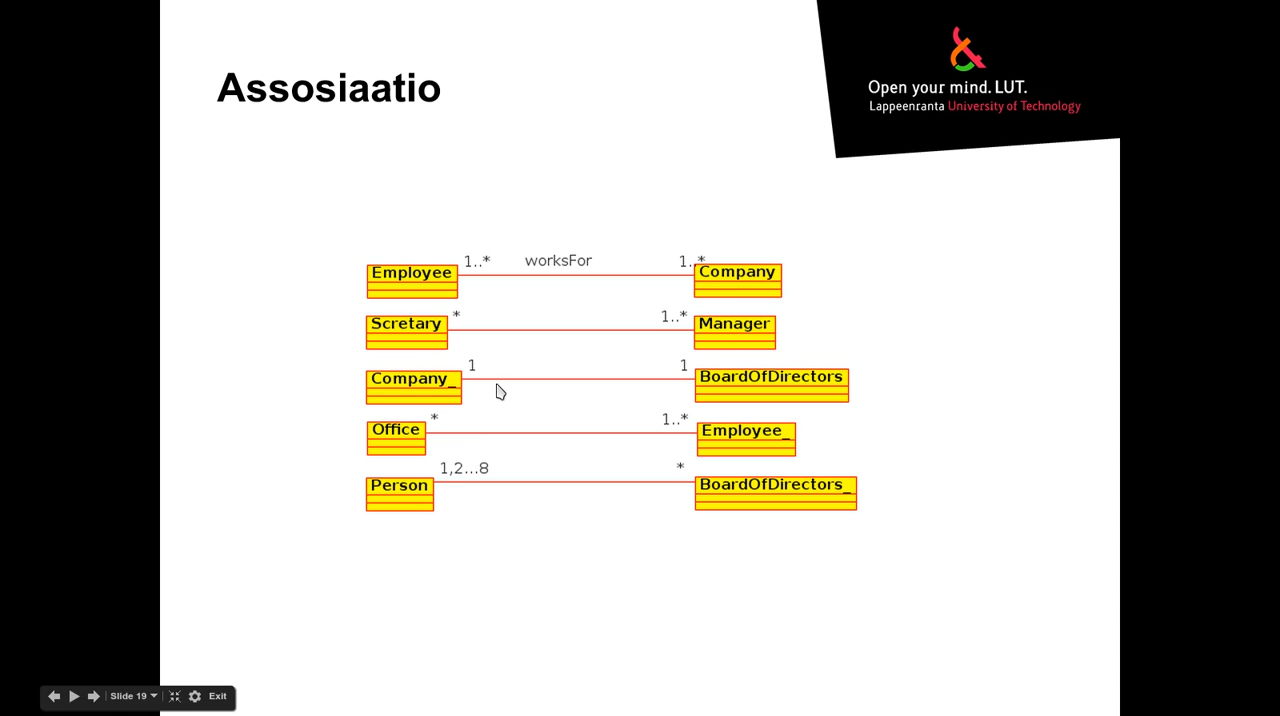 Assosiaatio
Open your mind. LUT.
Lappeenranta University of Technology
1..* worksFor 1..*
Employee Company
* 1..*
Scretary Manager
1 1
Company_ BoardOfDirectors
* 1..*
Office Employee_
1,2...8 *
Person BoardOfDirectors_
Slide 19 Exit